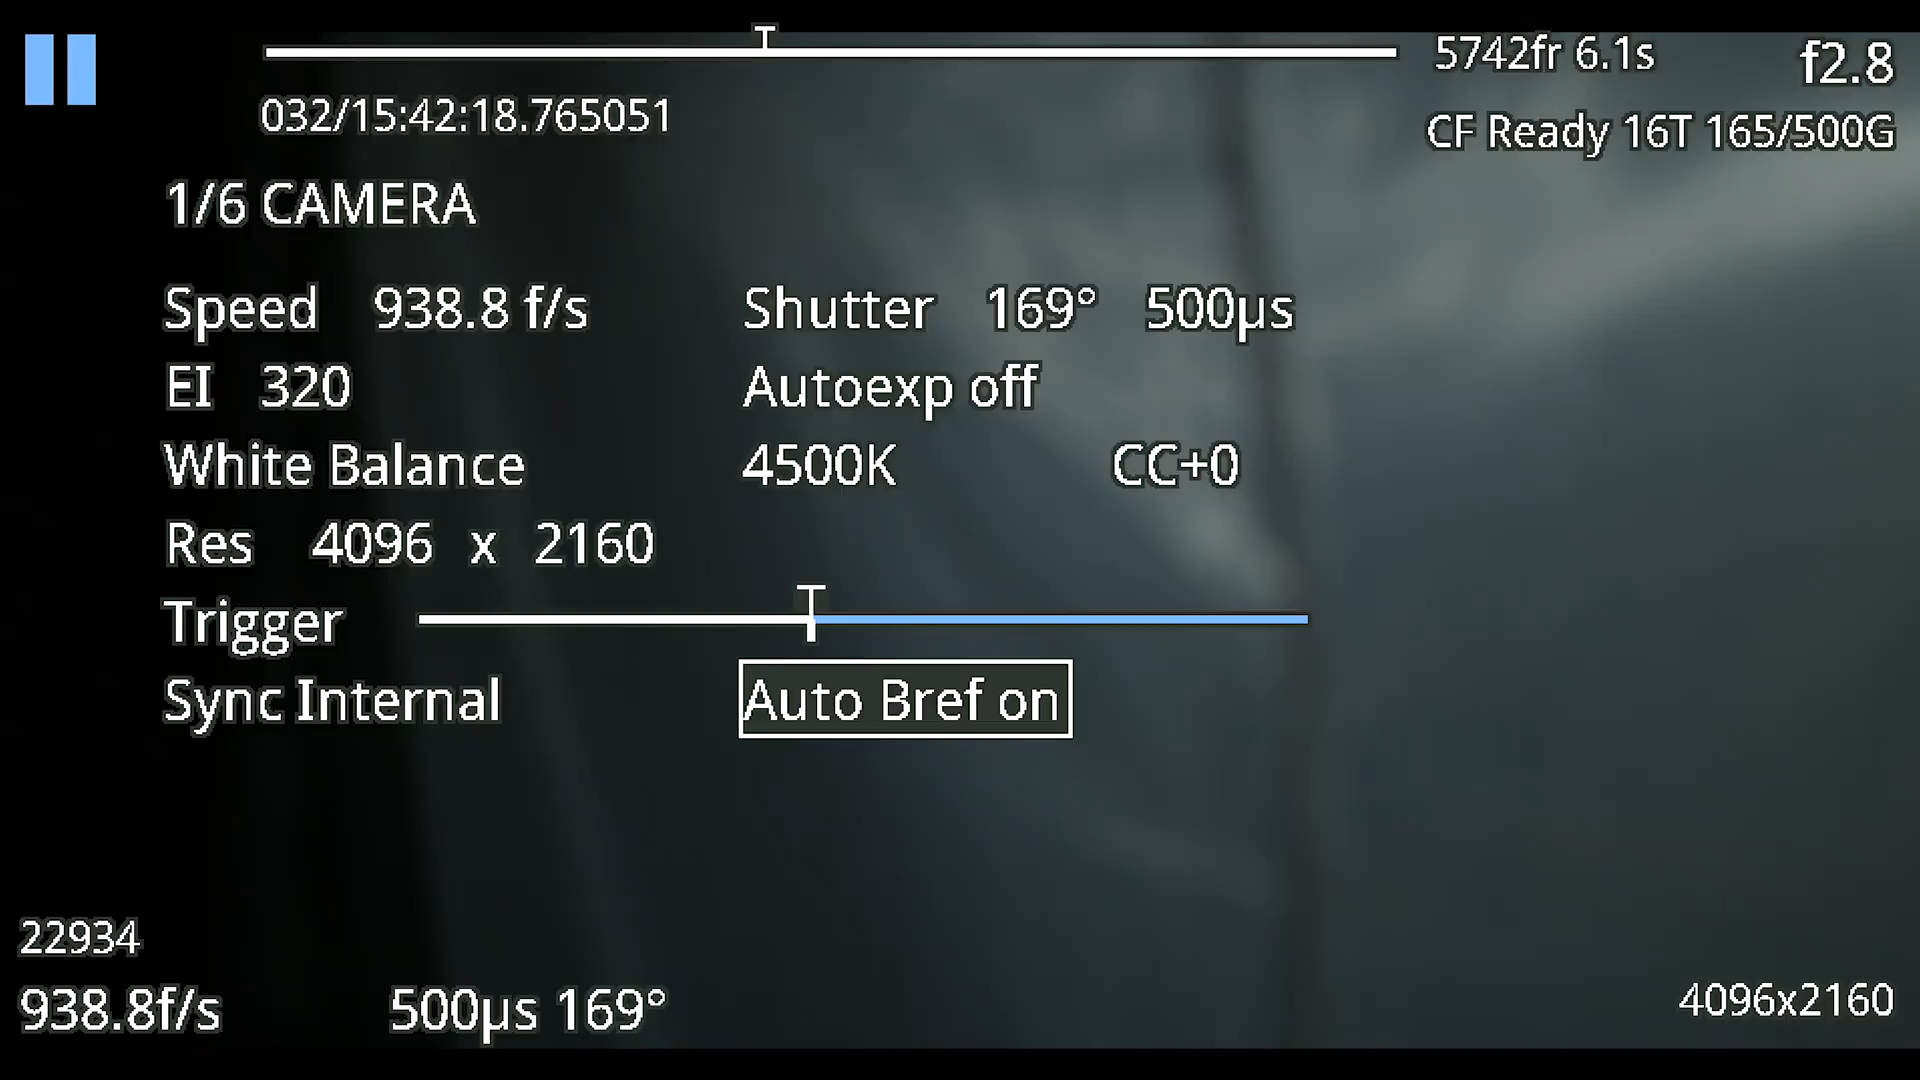 T
5742fr 6.1s
f2.8
032/15:42:18.765051
CF Ready 16T 165/500G
1/6 CAMERA
Speed 938.8 f/s Shutter 169° 500µs
EI 320 Autoexp off
White Balance 4500K CC+0
Res 4096 x 2160
Trigger T
Sync Internal Auto Bref on
22934
938.8f/s 500µs 169°
4096x2160